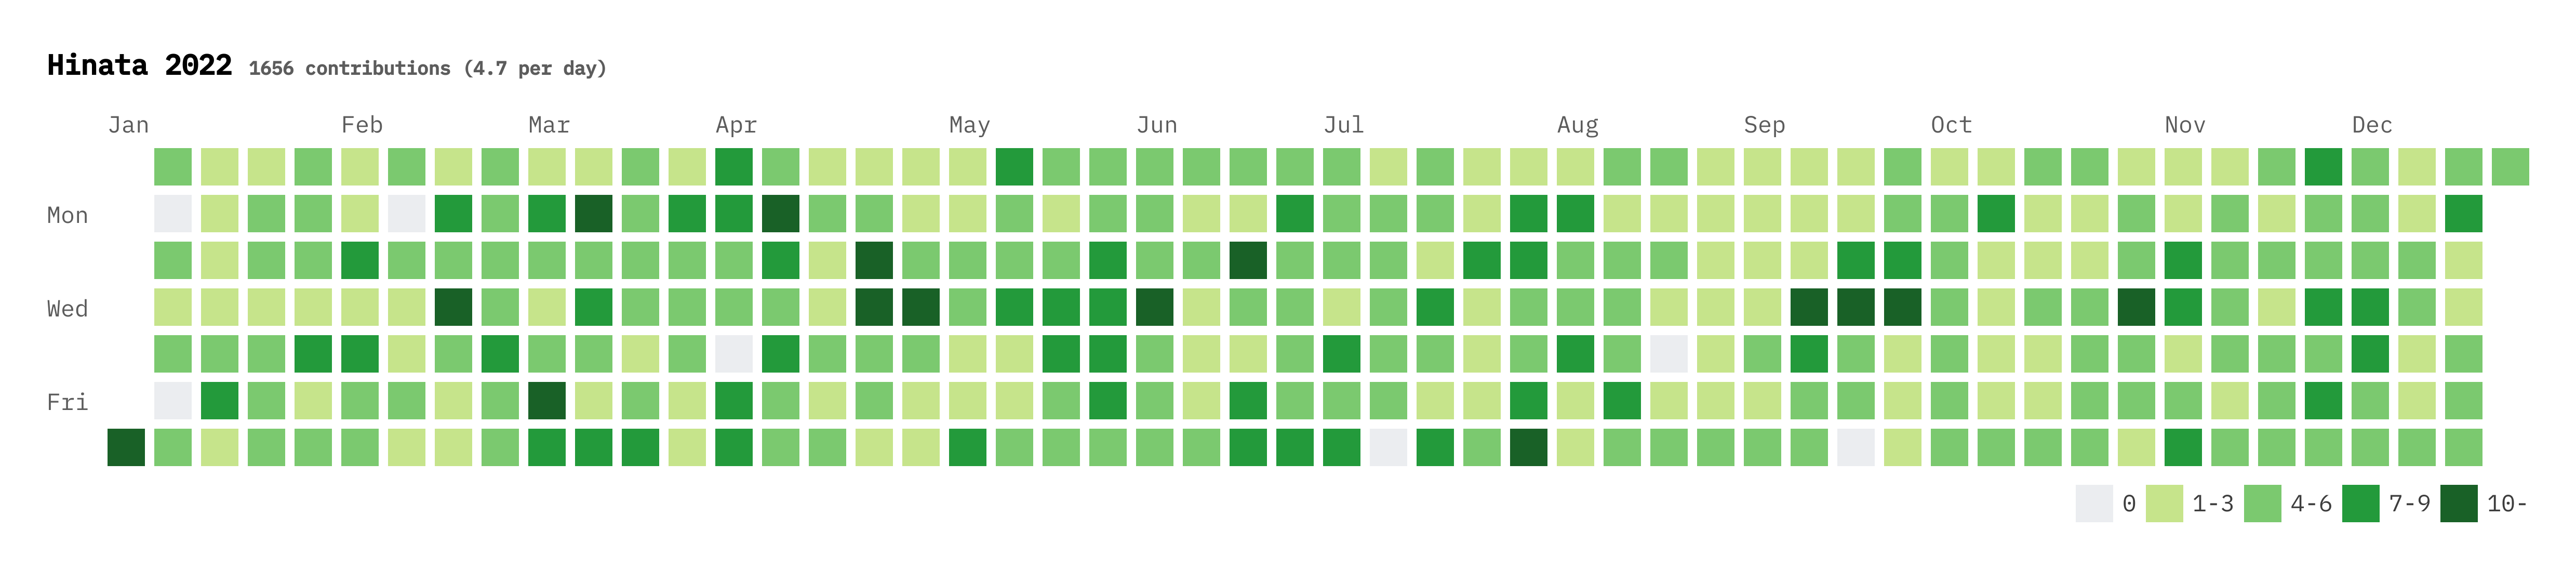 Hinata 2022 1656 contributions (4.7 per day)
Jan Feb Mar Apr May Jun Jul Aug Sep Oct Nov Dec
Mon
Wed
Fri
0 1-3 4-6 7-9 10-